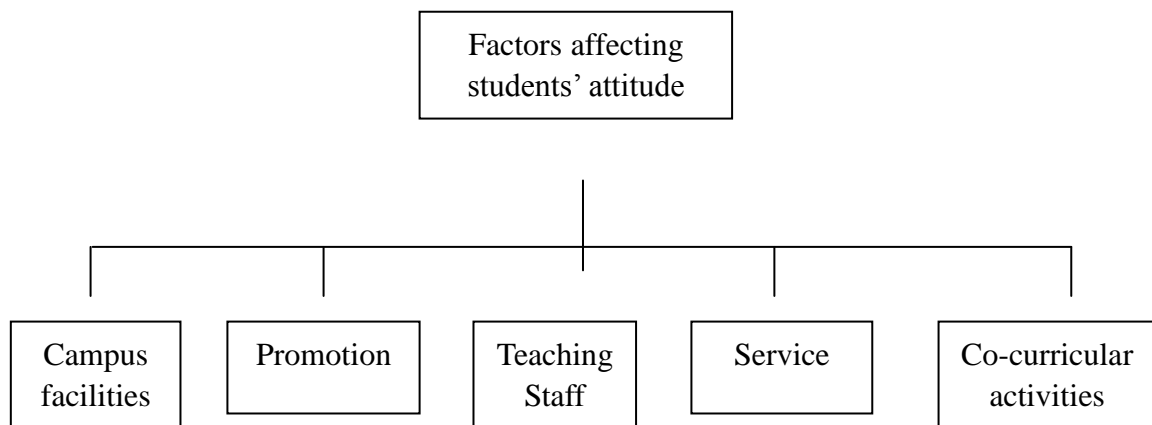 Factors affecting
students’ attitude
Campus
facilities
Promotion
Teaching
Staff
Service
Co-curricular
activities